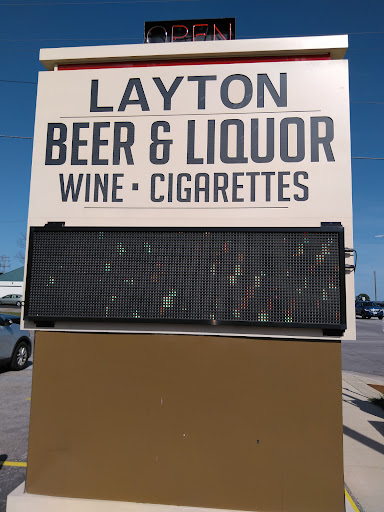 OPEN
LAYTON
BEER & LIQUOR
WINE · CIGARETTES